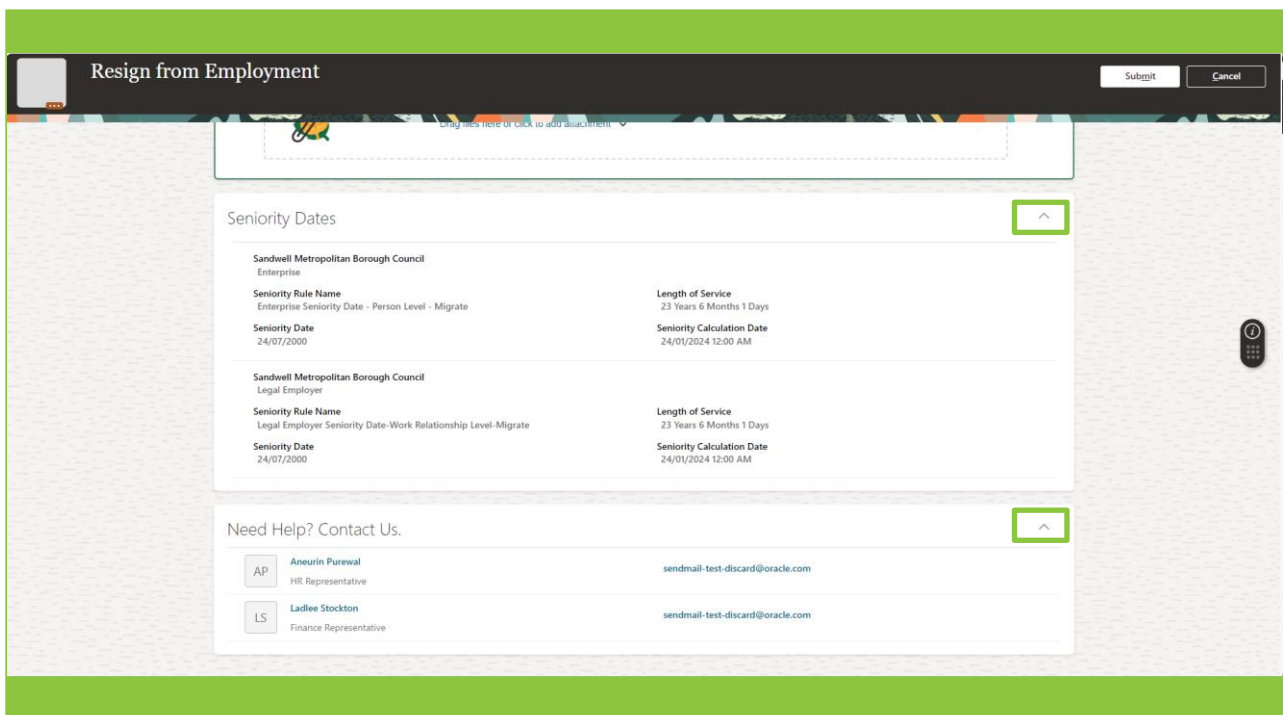 Resign from Employment
Submit
Cancel
Drag files here or click to add attachment
Seniority Dates
Sandwell Metropolitan Borough Council
Enterprise
Seniority Rule Name
Enterprise Seniority Date - Person Level - Migrate
Length of Service
23 Years 6 Months 1 Days
Seniority Date
24/07/2000
Seniority Calculation Date
24/01/2024 12:00 AM
Sandwell Metropolitan Borough Council
Legal Employer
Seniority Rule Name
Legal Employer Seniority Date-Work Relationship Level-Migrate
Length of Service
23 Years 6 Months 1 Days
Seniority Date
24/07/2000
Seniority Calculation Date
24/01/2024 12:00 AM
Need Help? Contact Us.
AP
Aneurin Purewal
HR Representative
sendmail-test-discard@oracle.com
LS
Ladlee Stockton
Finance Representative
sendmail-test-discard@oracle.com